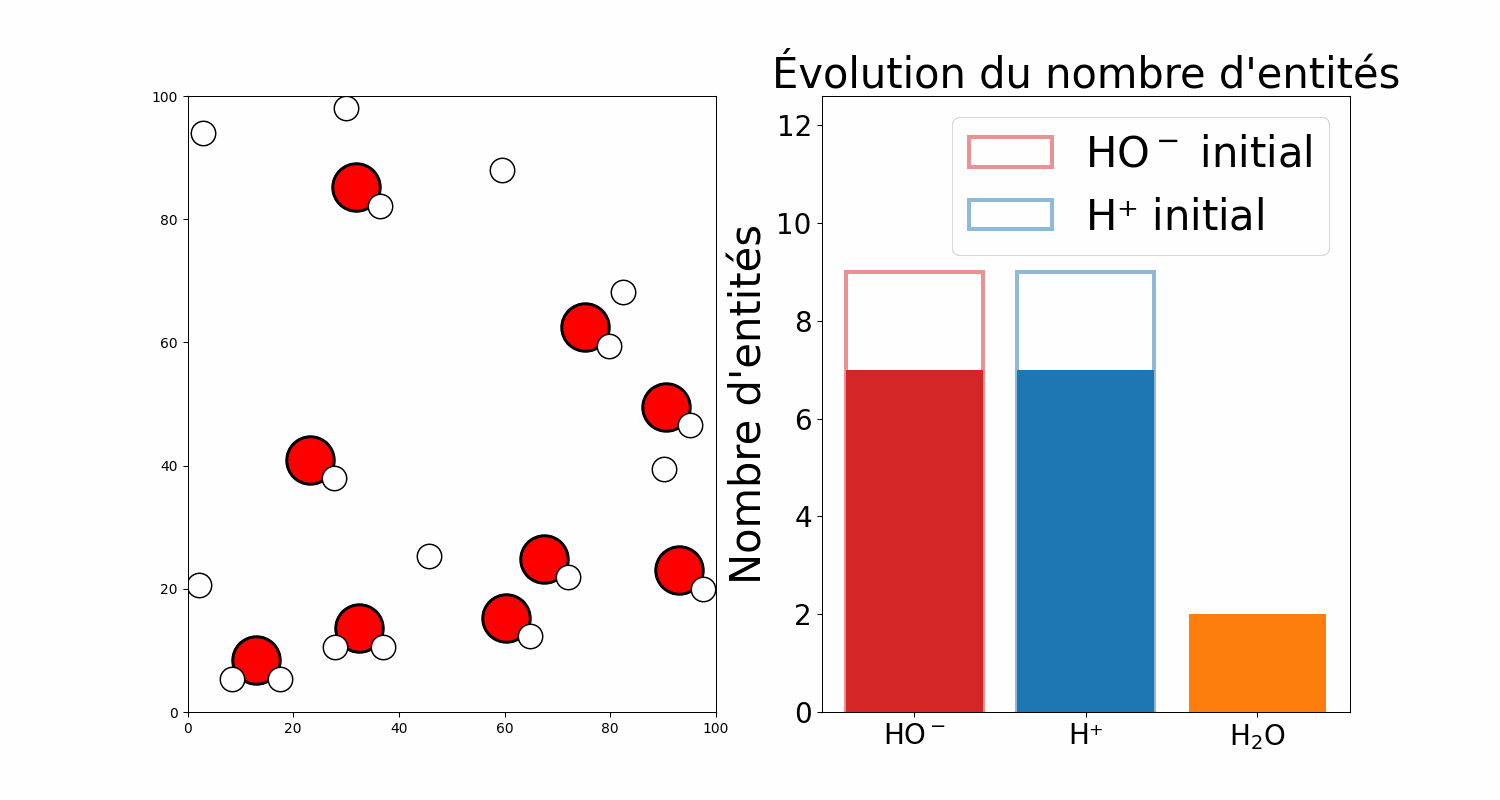 Évolution du nombre d'entités
HO⁻ initial
H⁺ initial
Nombre d'entités
100
80
60
40
20
0
0 20 40 60 80 100
12
10
8
6
4
2
0
HO⁻ H⁺ H₂O